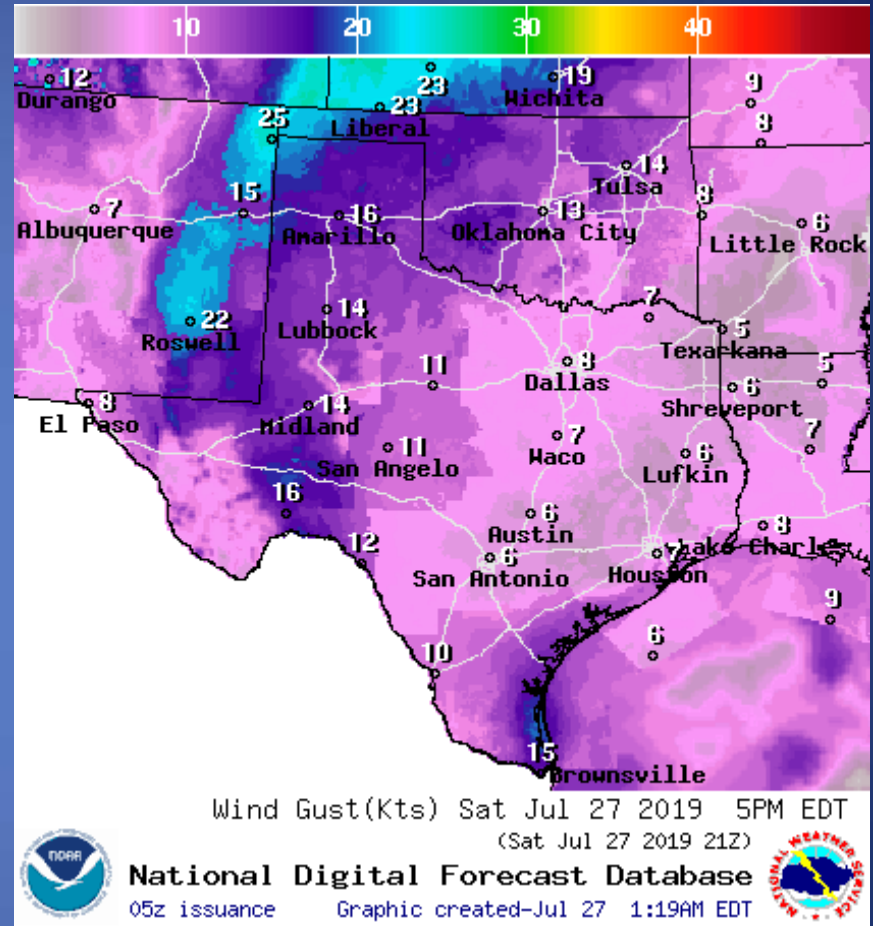 10 20 30 40
12 23 19 9
Durango 23 Wichita
25 Liberal 8
14
Tulsa
7 15 16 13 8 6
Albuquerque Amarillo Oklahoma City Little Rock
22 14 7 5
Roswell Lubbock Texarkana
11 8 6 5
Dallas
8 14 Shreveport
El Paso Midland
11 7 6 7
San Angelo Waco Lufkin
16 6 8
Austin
12 6 7 Lake Charles
San Antonio Houston
10 6 9
15
Brownsville
Wind Gust(Kts) Sat Jul 27 2019 5PM EDT
(Sat Jul 27 2019 21Z)
NOAA
National Digital Forecast Database
05z issuance Graphic created-Jul 27 1:19AM EDT
NATIONAL WEATHER SERVICE